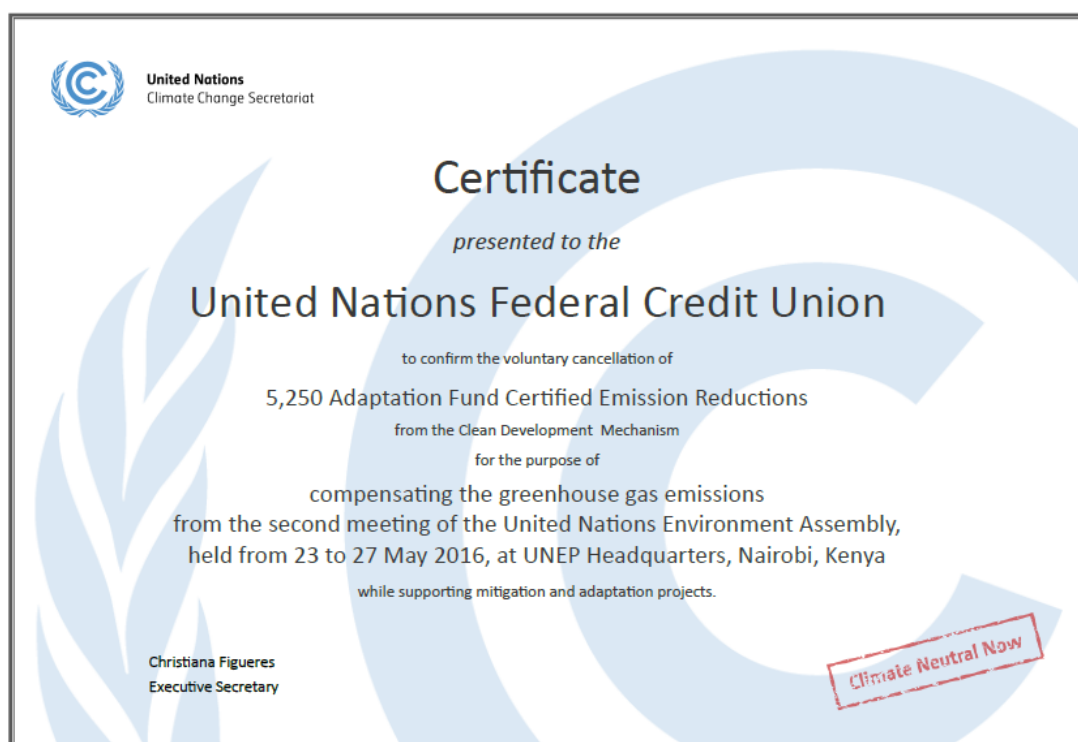 United Nations
Climate Change Secretariat
Certificate
presented to the
United Nations Federal Credit Union
to confirm the voluntary cancellation of
5,250 Adaptation Fund Certified Emission Reductions
from the Clean Development Mechanism
for the purpose of
compensating the greenhouse gas emissions
from the second meeting of the United Nations Environment Assembly,
held from 23 to 27 May 2016, at UNEP Headquarters, Nairobi, Kenya
while supporting mitigation and adaptation projects.
Christiana Figueres
Executive Secretary
Climate Neutral Now